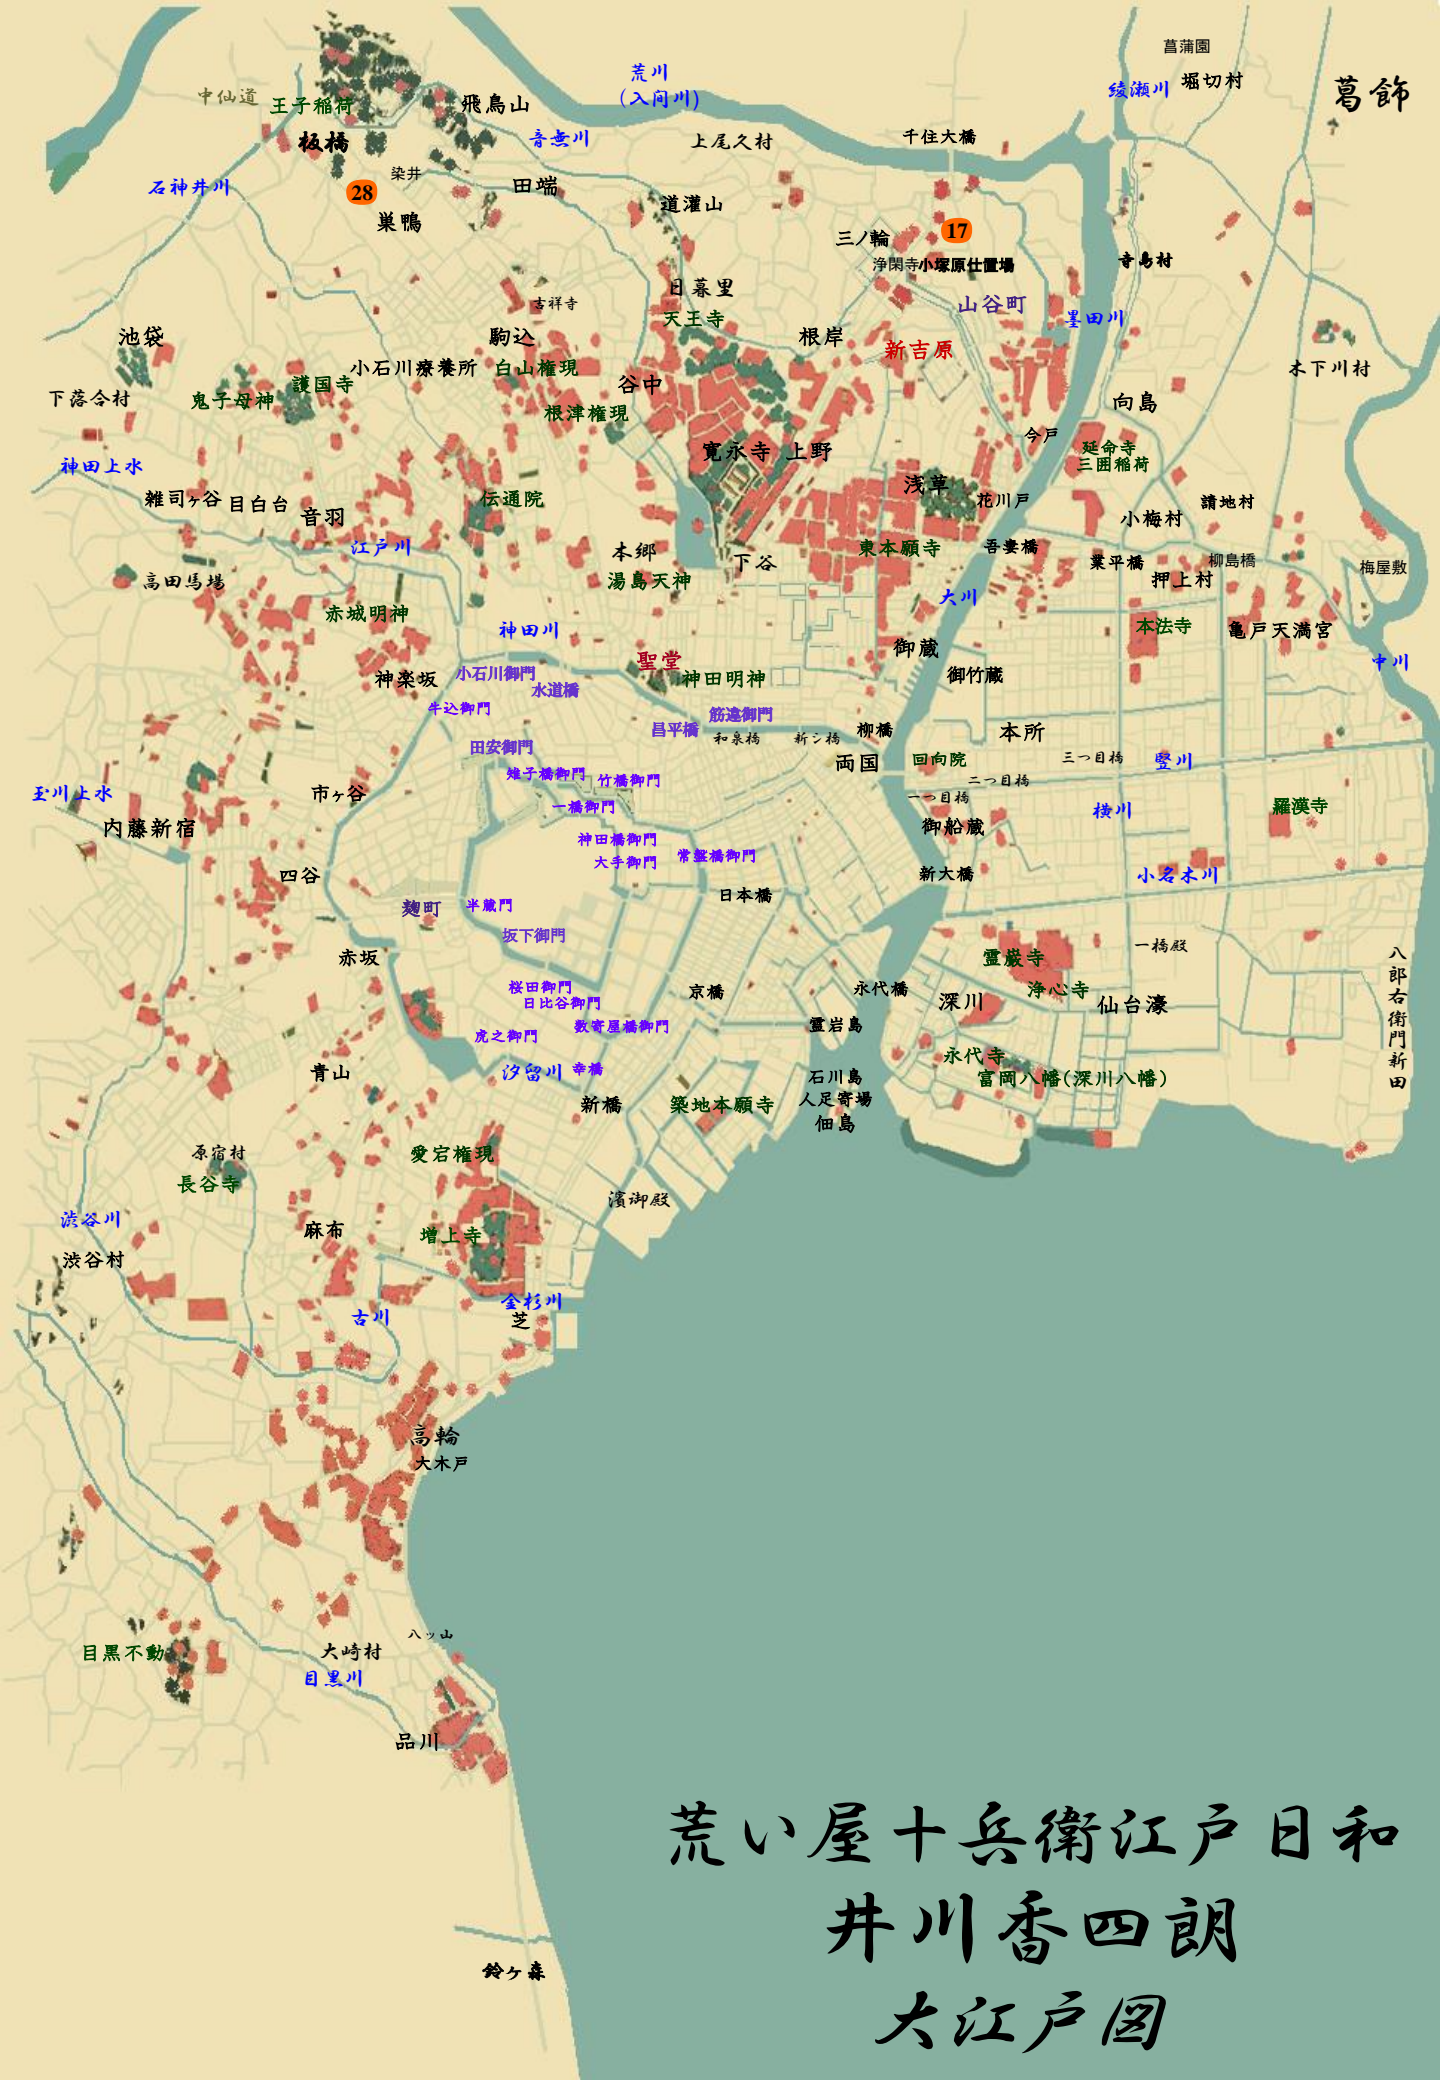 菖蒲園
荒川
(入间川)
堀切村
綾瀬川
葛飾
中仙道
王子稲荷
飛鳥山
板橋
音無川
上尾久村
千住大橋
染井
石神井川
28
田端
道灌山
巣鴨
17
三ノ輪
浄閑寺
小塚原仕置場
寺島村
日暮里
吉祥寺
山谷町
天王寺
墨田川
池袋
駒込
根岸
新吉原
小石川療養所
白山権現
木下川村
護国寺
谷中
下落合村
鬼子母神
向島
根津権現
今戸
寛永寺
上野
延命寺
三囲稲荷
神田上水
浅草
雑司ヶ谷
目白台
伝通院
花川戸
請地村
音羽
小梅村
江戸川
本郷
東本願寺
吾妻橋
下谷
業平橋
柳島橋
梅屋敷
高田馬場
湯島天神
押上村
大川
赤城明神
本法寺
神田川
亀戸天満宮
御蔵
聖堂
中川
小石川御門
神楽坂
神田明神
御竹蔵
水道橋
牛込御門
筋違御門
昌平橋
柳橋
本所
和泉橋
新シ橋
田安御門
三つ目橋
回向院
竪川
両国
雉子橋御門
竹橋御門
二つ目橋
玉川上水
市ヶ谷
一つ目橋
一橋御門
羅漢寺
横川
内藤新宿
御船蔵
神田橋御門
常盤橋御門
大手御門
四谷
新大橋
小名木川
日本橋
麹町
半蔵門
坂下御門
一橋殿
赤坂
霊巌寺
八郎右衛門新田
桜田御門
京橋
永代橋
浄心寺
日比谷御門
深川
仙台濠
数寄屋橋御門
霊岩島
虎之御門
永代寺
青山
汐留川
幸橋
石川島
富岡八幡(深川八幡)
人足寄場
新橋
築地本願寺
佃島
原宿村
愛宕権現
長谷寺
濱御殿
渋谷川
麻布
増上寺
渋谷村
金杉川
古川
芝
高輪
大木戸
八ッ山
目黒不動
大崎村
目黒川
品川
荒い屋十兵衛江戸日和
井川香四朗
鈴ヶ森
大江戸図